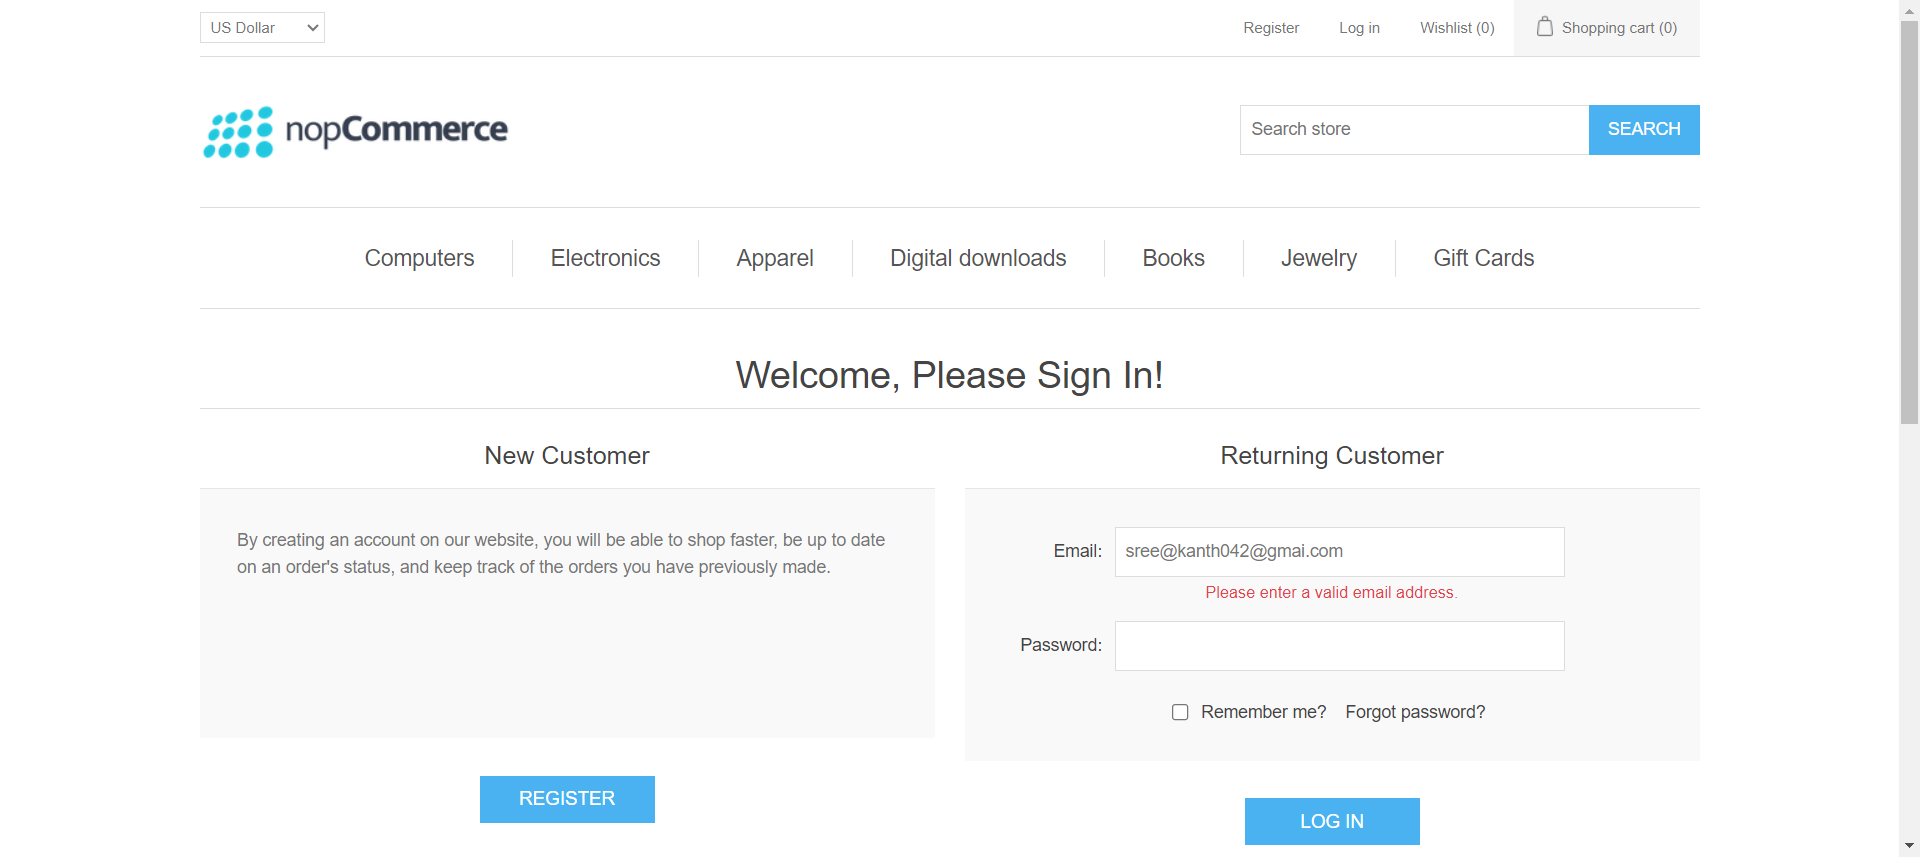 US Dollar
Register
Log in
Wishlist (0)
Shopping cart (0)
nopCommerce
Search store
SEARCH
Computers
Electronics
Apparel
Digital downloads
Books
Jewelry
Gift Cards
Welcome, Please Sign In!
New Customer
By creating an account on our website, you will be able to shop faster, be up to date
on an order's status, and keep track of the orders you have previously made.
REGISTER
Returning Customer
Email:
sree@kanth042@gmai.com
Please enter a valid email address.
Password:
Remember me?
Forgot password?
LOG IN